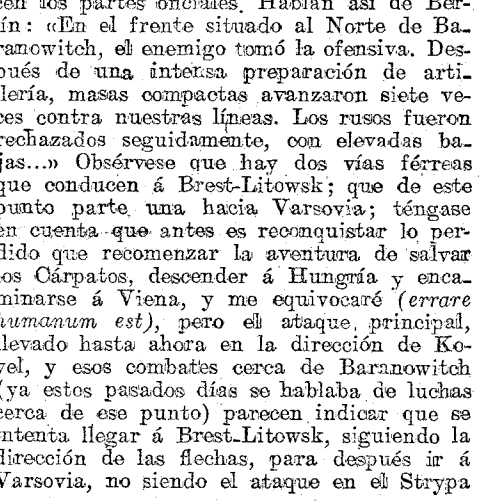 cen los partes oficiales. Hablan así de Ber-
ín: «En el frente situado al Norte de Ba-
ranowitch, el enemigo tomó la ofensiva. Des-
pués de una intensa preparación de arti-
llería, masas compactas avanzaron siete ve-
ces contra nuestras líneas. Los rusos fueron
rechazados seguidamente, con elevadas ba-
jas...» Obsérvese que hay dos vías férreas
que conducen á Brest-Litowsk; que de este
punto parte una hacia Varsovia; téngase
en cuenta que antes es reconquistar lo per-
dido que recomenzar la aventura de salvar
los Cárpatos, descender á Hungría y enca-
minarse á Viena, y me equivocaré (errare
humanum est), pero el ataque principal,
llevado hasta ahora en la dirección de Ko-
vel, y esos combates cerca de Baranowitch
(ya estos pasados días se hablaba de luchas
cerca de ese punto) parecen indicar que se
intenta llegar á Brest-Litowsk, siguiendo la
dirección de las flechas, para después ir á
Varsovia, no siendo el ataque en el Strypa